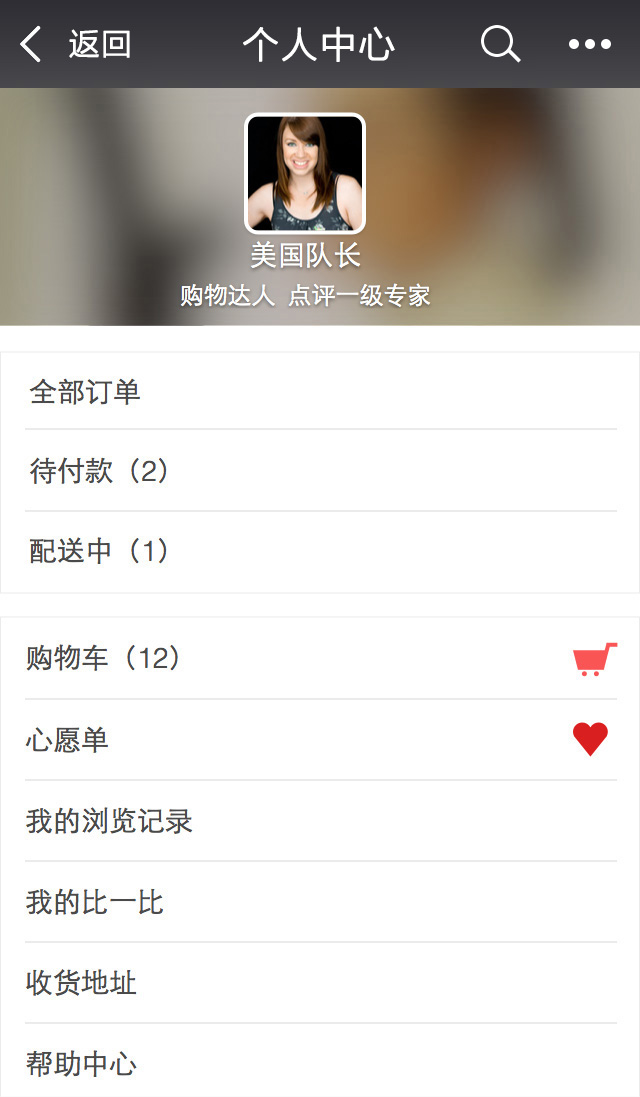 返回 个人中心
美国队长
购物达人 点评一级专家
全部订单
待付款（2）
配送中（1）
购物车（12）
心愿单
我的浏览记录
我的比一比
收货地址
帮助中心